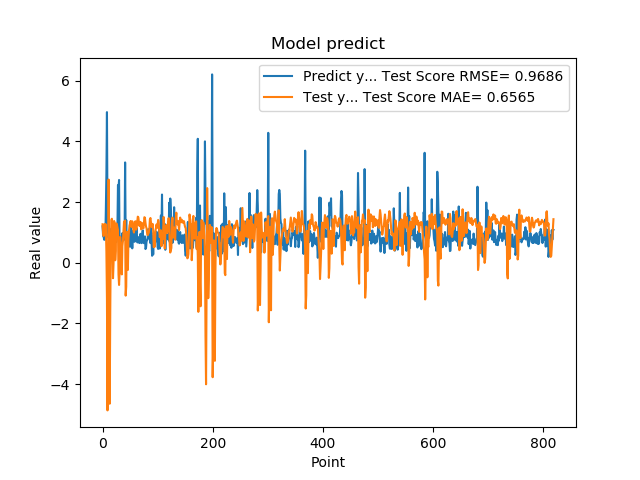 Model predict
Predict y... Test Score RMSE= 0.9686
Test y... Test Score MAE= 0.6565
Real value
6
4
2
0
−2
−4
0 200 400 600 800
Point